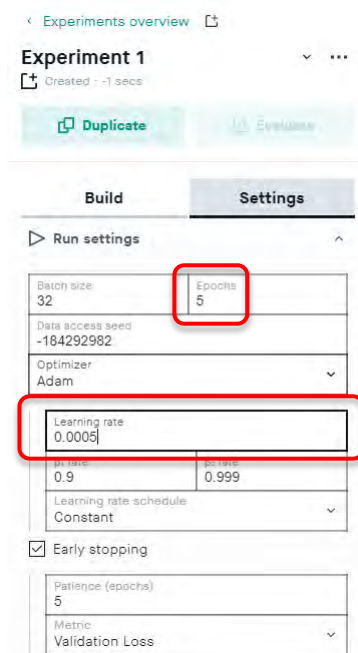 ‹ Experiments overview
Experiment 1
Created - -1 secs
Duplicate Evaluate
Build Settings
Run settings
Batch size Epochs
32 5
Data access seed
-184292982
Optimizer
Adam
Learning rate
0.0005
β1 rate β2 rate
0.9 0.999
Learning rate schedule
Constant
Early stopping
Patience (epochs)
5
Metric
Validation Loss